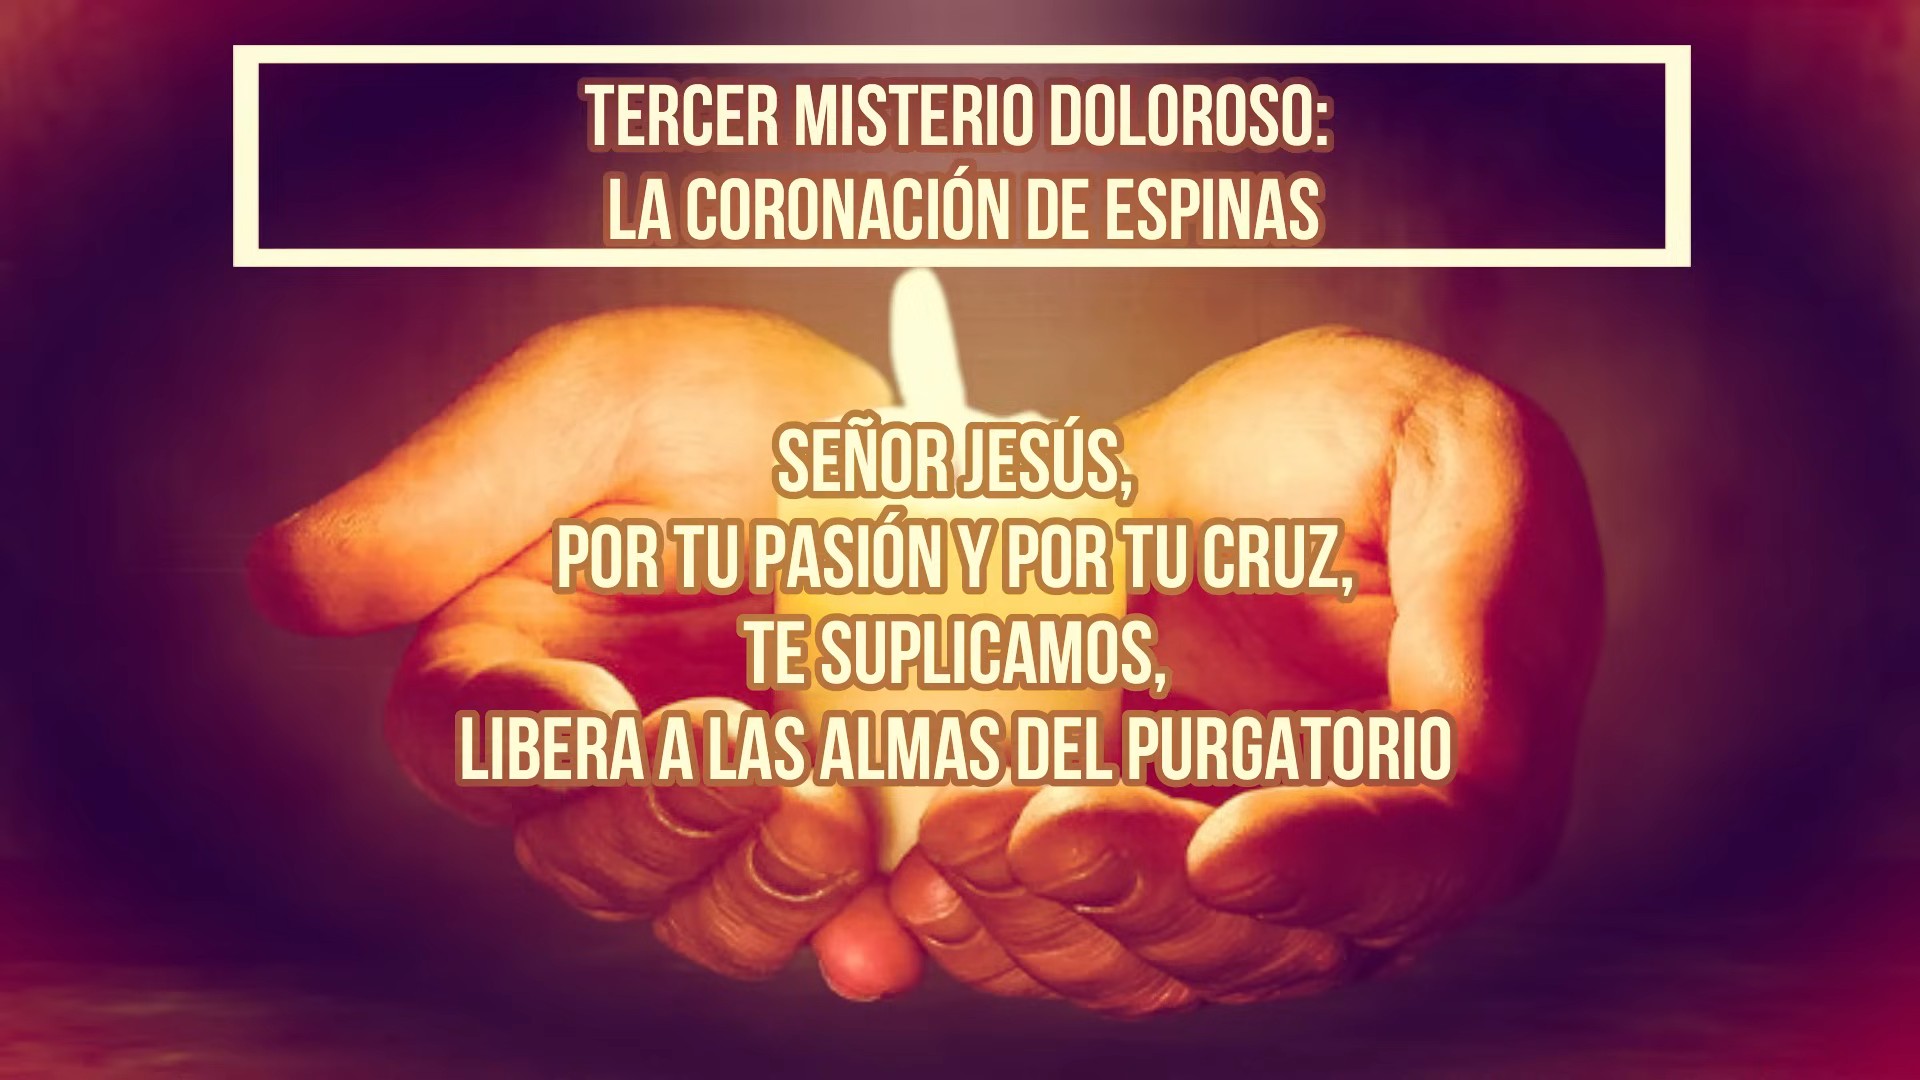 TERCER MISTERIO DOLOROSO:
LA CORONACIÓN DE ESPINAS
SEÑOR JESÚS,
POR TU PASIÓN Y POR TU CRUZ,
TE SUPLICAMOS,
LIBERA A LAS ALMAS DEL PURGATORIO